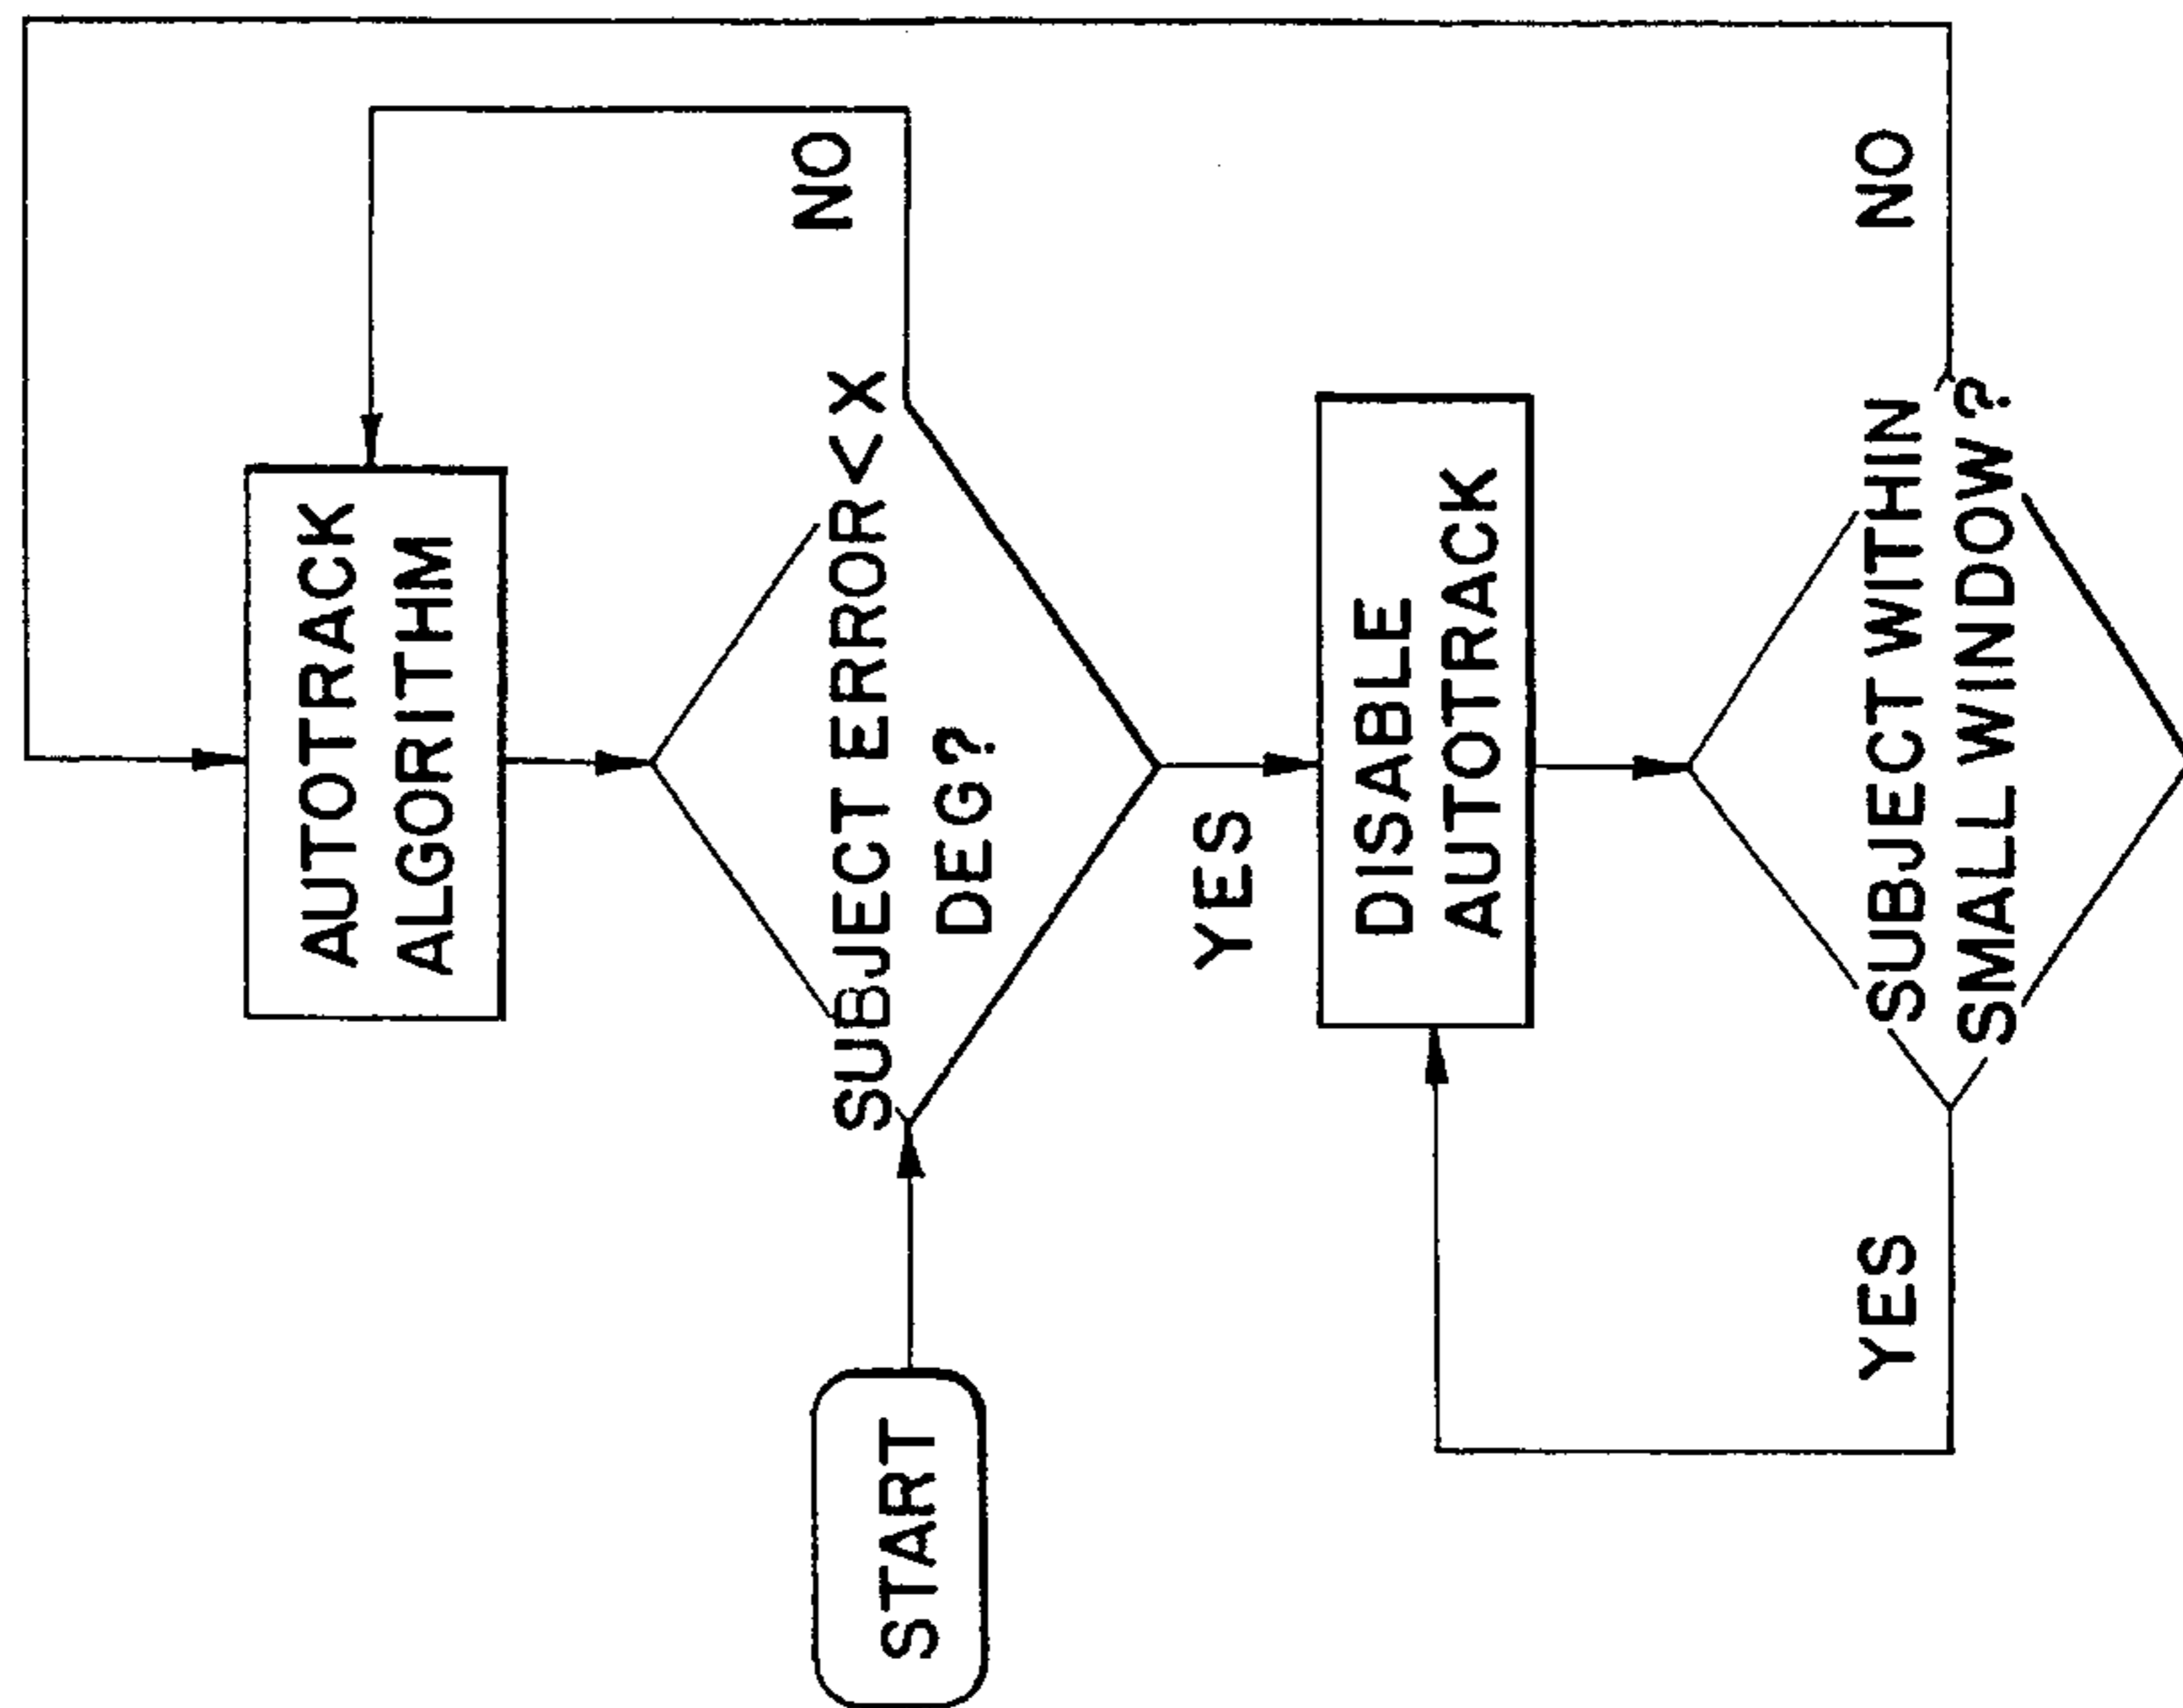 AUTOTRACK
ALGORITHM
SUBJECT ERROR < X
DEG?
NO
START
YES
DISABLE
AUTOTRACK
SUBJECT WITHIN
SMALL WINDOW?
YES
NO